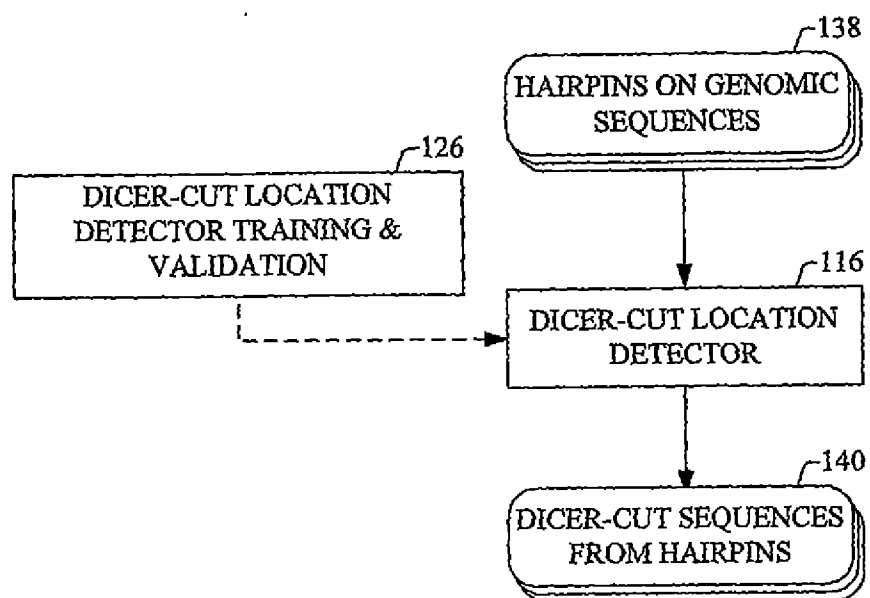 138
HAIRPINS ON GENOMIC
SEQUENCES
126
DICER-CUT LOCATION
DETECTOR TRAINING &
VALIDATION
116
DICER-CUT LOCATION
DETECTOR
140
DICER-CUT SEQUENCES
FROM HAIRPINS